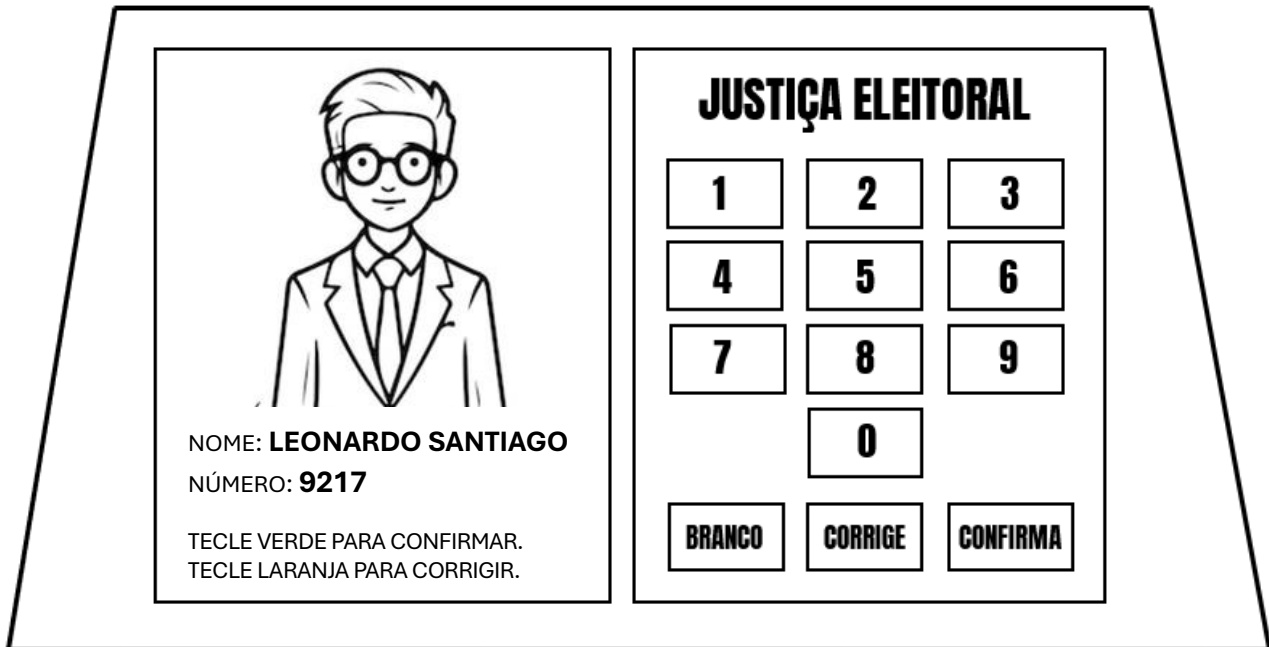 NOME: LEONARDO SANTIAGO
NÚMERO: 9217
TECLE VERDE PARA CONFIRMAR.
TECLE LARANJA PARA CORRIGIR.
JUSTIÇA ELEITORAL
1 2 3
4 5 6
7 8 9
0
BRANCO CORRIGE CONFIRMA